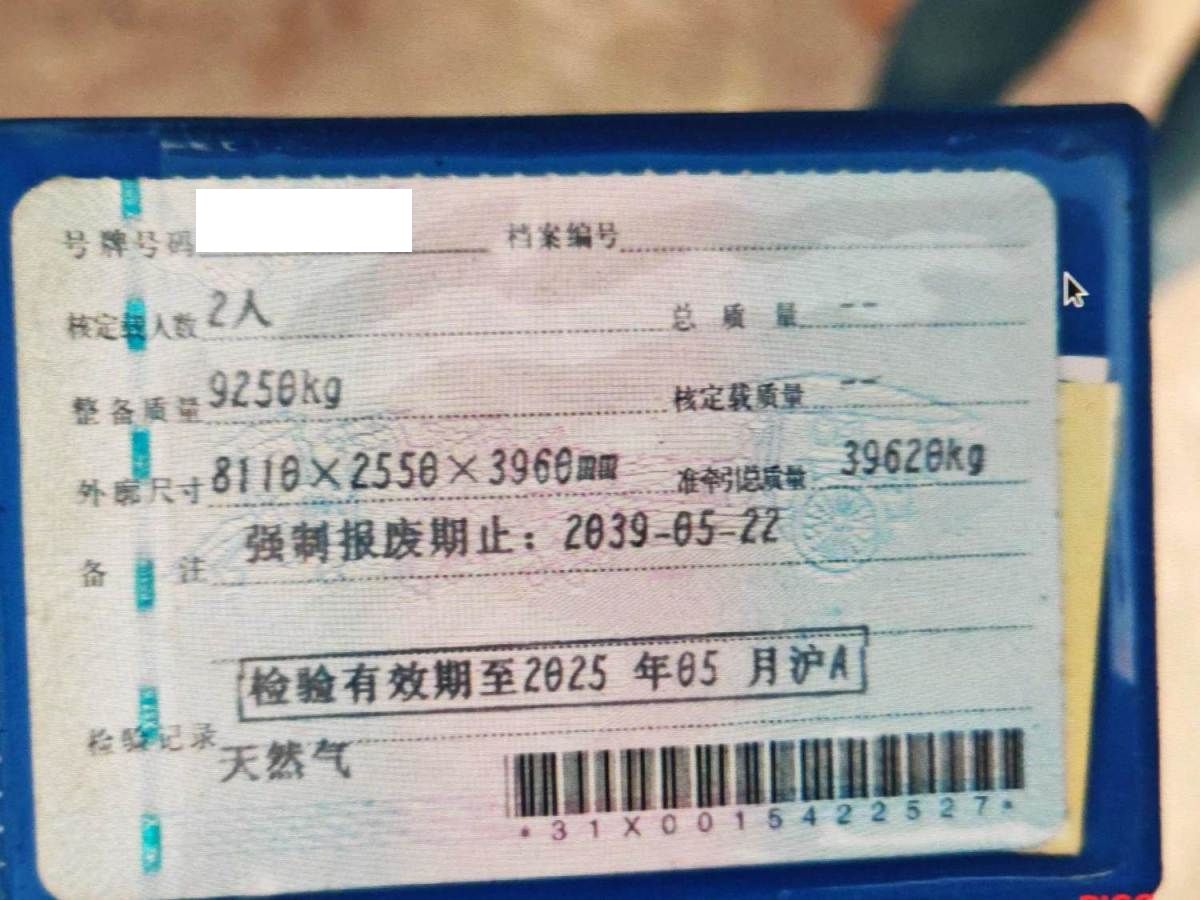 号牌号码 档案编号
核定载人数 2人 总质量 --
整备质量 9250kg 核定载质量 --
外廓尺寸 8110×2550×3960mm 准牵引总质量 39620kg
备注 强制报废期止：2039-05-22
检验有效期至2025 年05 月沪A
检验记录 天然气
*31X0015422527*